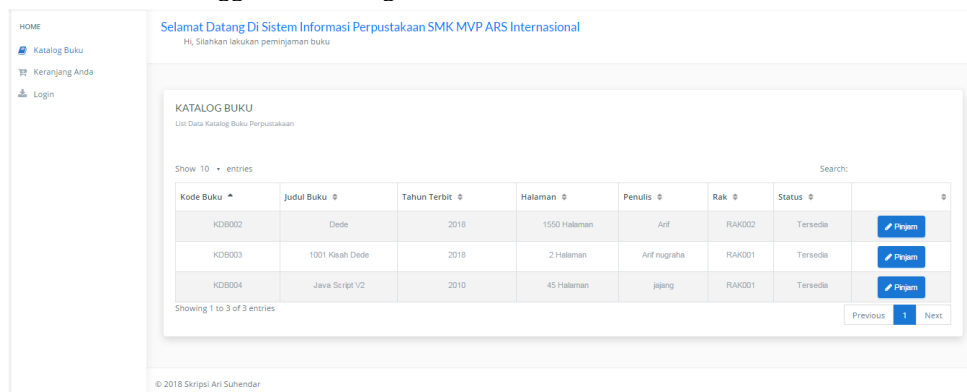 HOME
Katalog Buku
Keranjang Anda
Login
Selamat Datang Di Sistem Informasi Perpustakaan SMK MVP ARS Internasional
Hi, Silahkan lakukan peminjaman buku
KATALOG BUKU
List Data Katalog Buku Perpustakaan
Show 10 entries Search:
Kode Buku Judul Buku Tahun Terbit Halaman Penulis Rak Status
KDB002 Dede 2018 1550 Halaman Arif RAK002 Tersedia Pinjam
KDB003 1001 Kisah Dede 2018 2 Halaman Arif nugraha RAK001 Tersedia Pinjam
KDB004 Java Script V2 2010 45 Halaman jajang RAK001 Tersedia Pinjam
Showing 1 to 3 of 3 entries
Previous 1 Next
© 2018 Skripsi Ari Suhendar